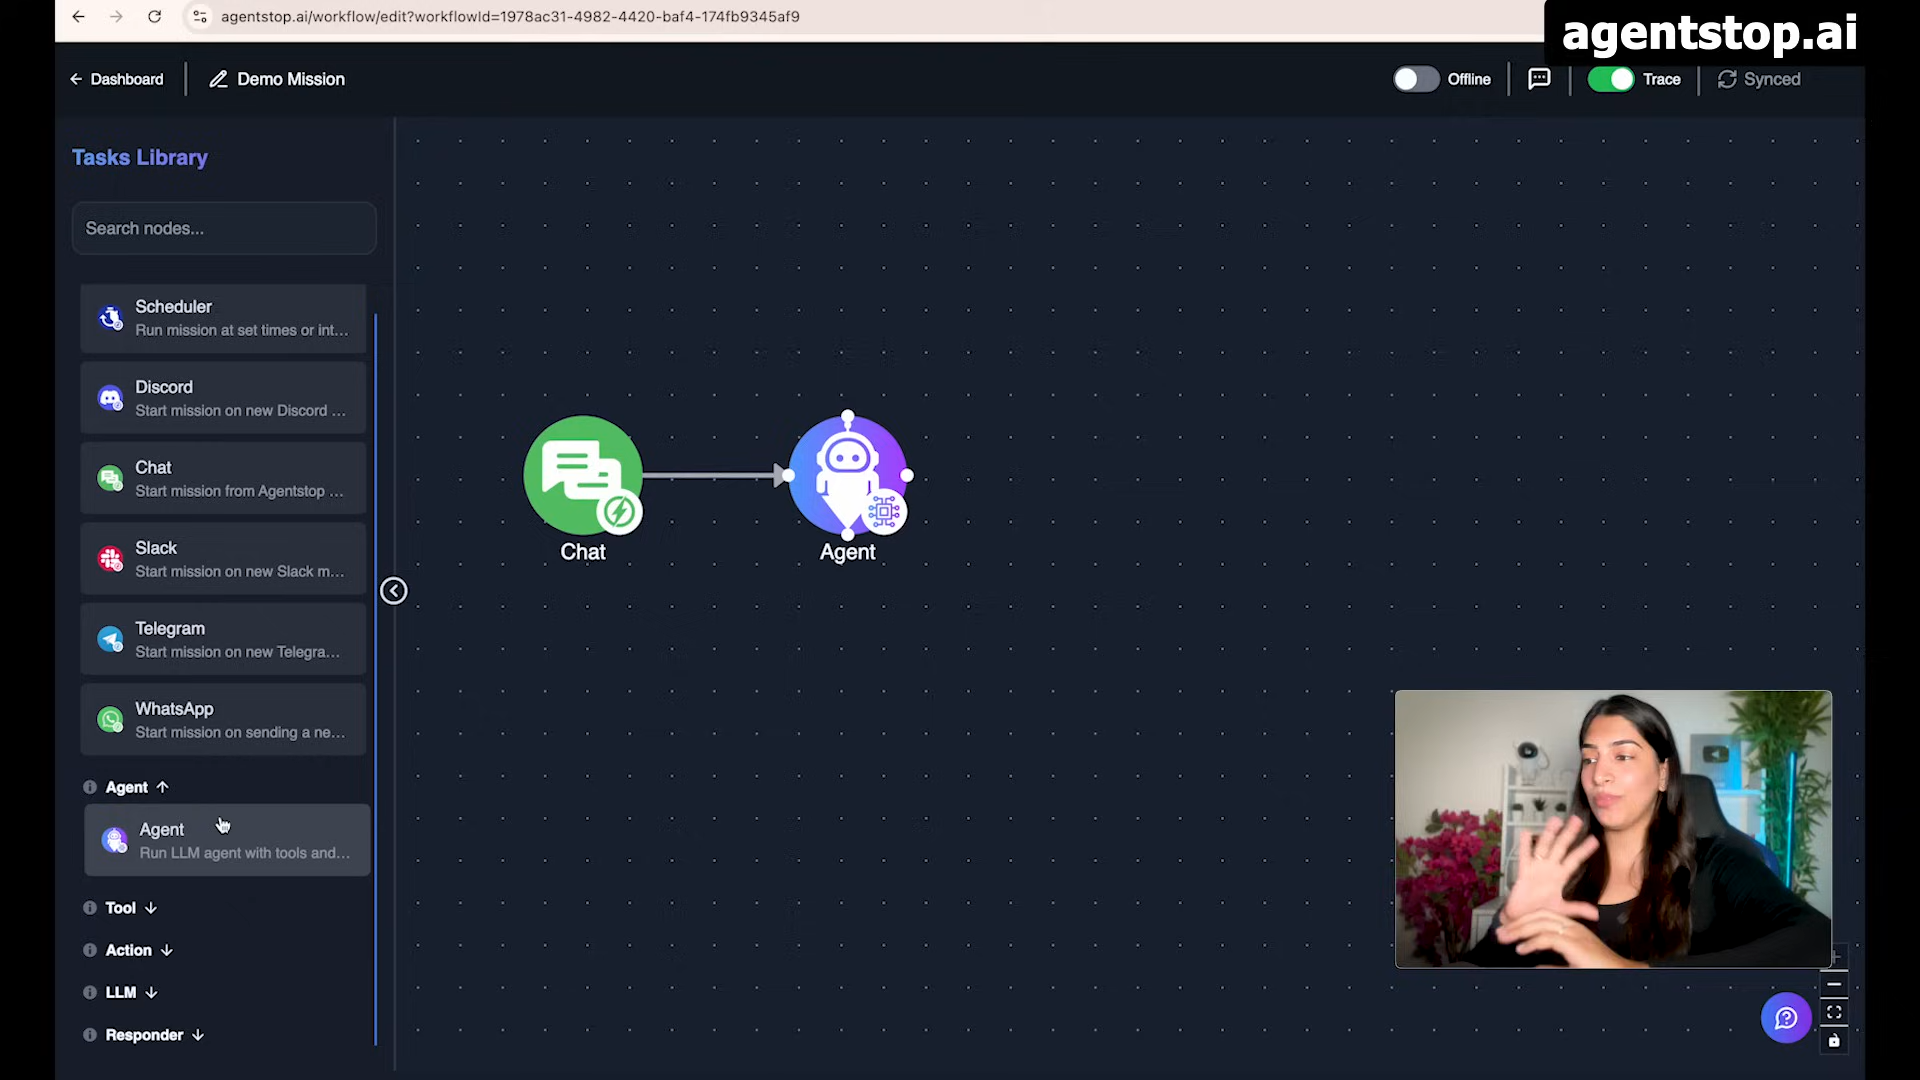 agentstop.ai/workflow/edit?workflowId=1978ac31-4982-4420-baf4-174fb9345af9
agentstop.ai
Dashboard
Demo Mission
Offline
Trace
Synced
Tasks Library
Search nodes...
Scheduler
Run mission at set times or int...
Discord
Start mission on new Discord ...
Chat
Start mission from Agentstop ...
Slack
Start mission on new Slack m...
Telegram
Start mission on new Telegra...
WhatsApp
Start mission on sending a ne...
Agent
Agent
Run LLM agent with tools and...
Tool
Action
LLM
Responder
Chat
Agent